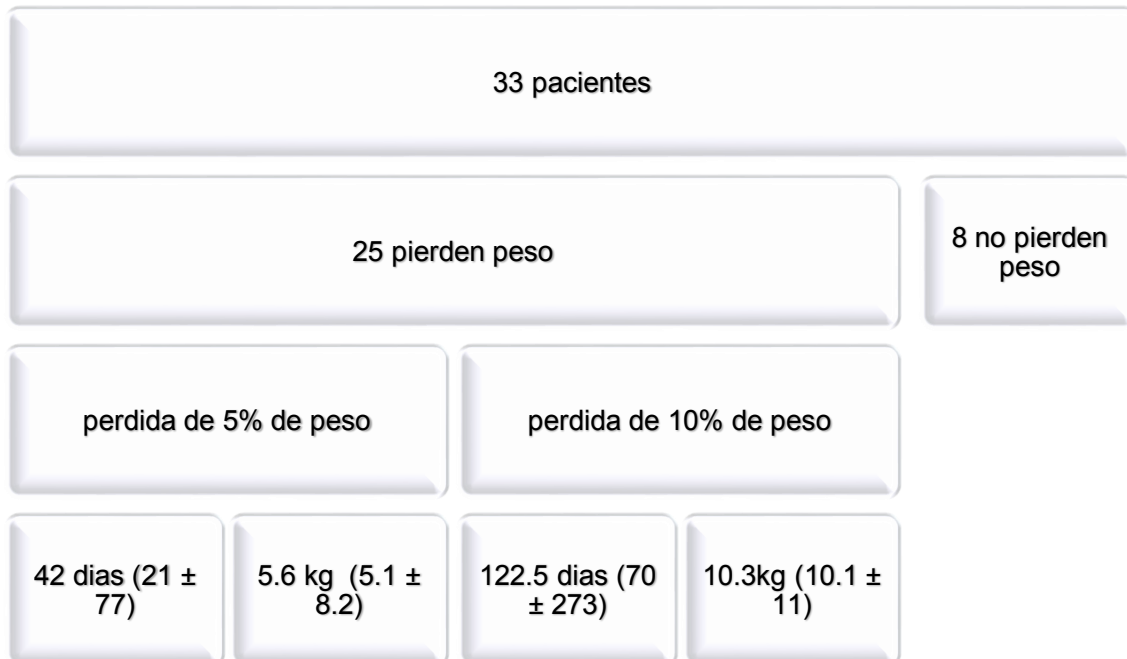 33 pacientes
25 pierden peso
8 no pierden
peso
perdida de 5% de peso
perdida de 10% de peso
42 dias (21 ±
77)
5.6 kg (5.1 ±
8.2)
122.5 dias (70
± 273)
10.3kg (10.1 ±
11)